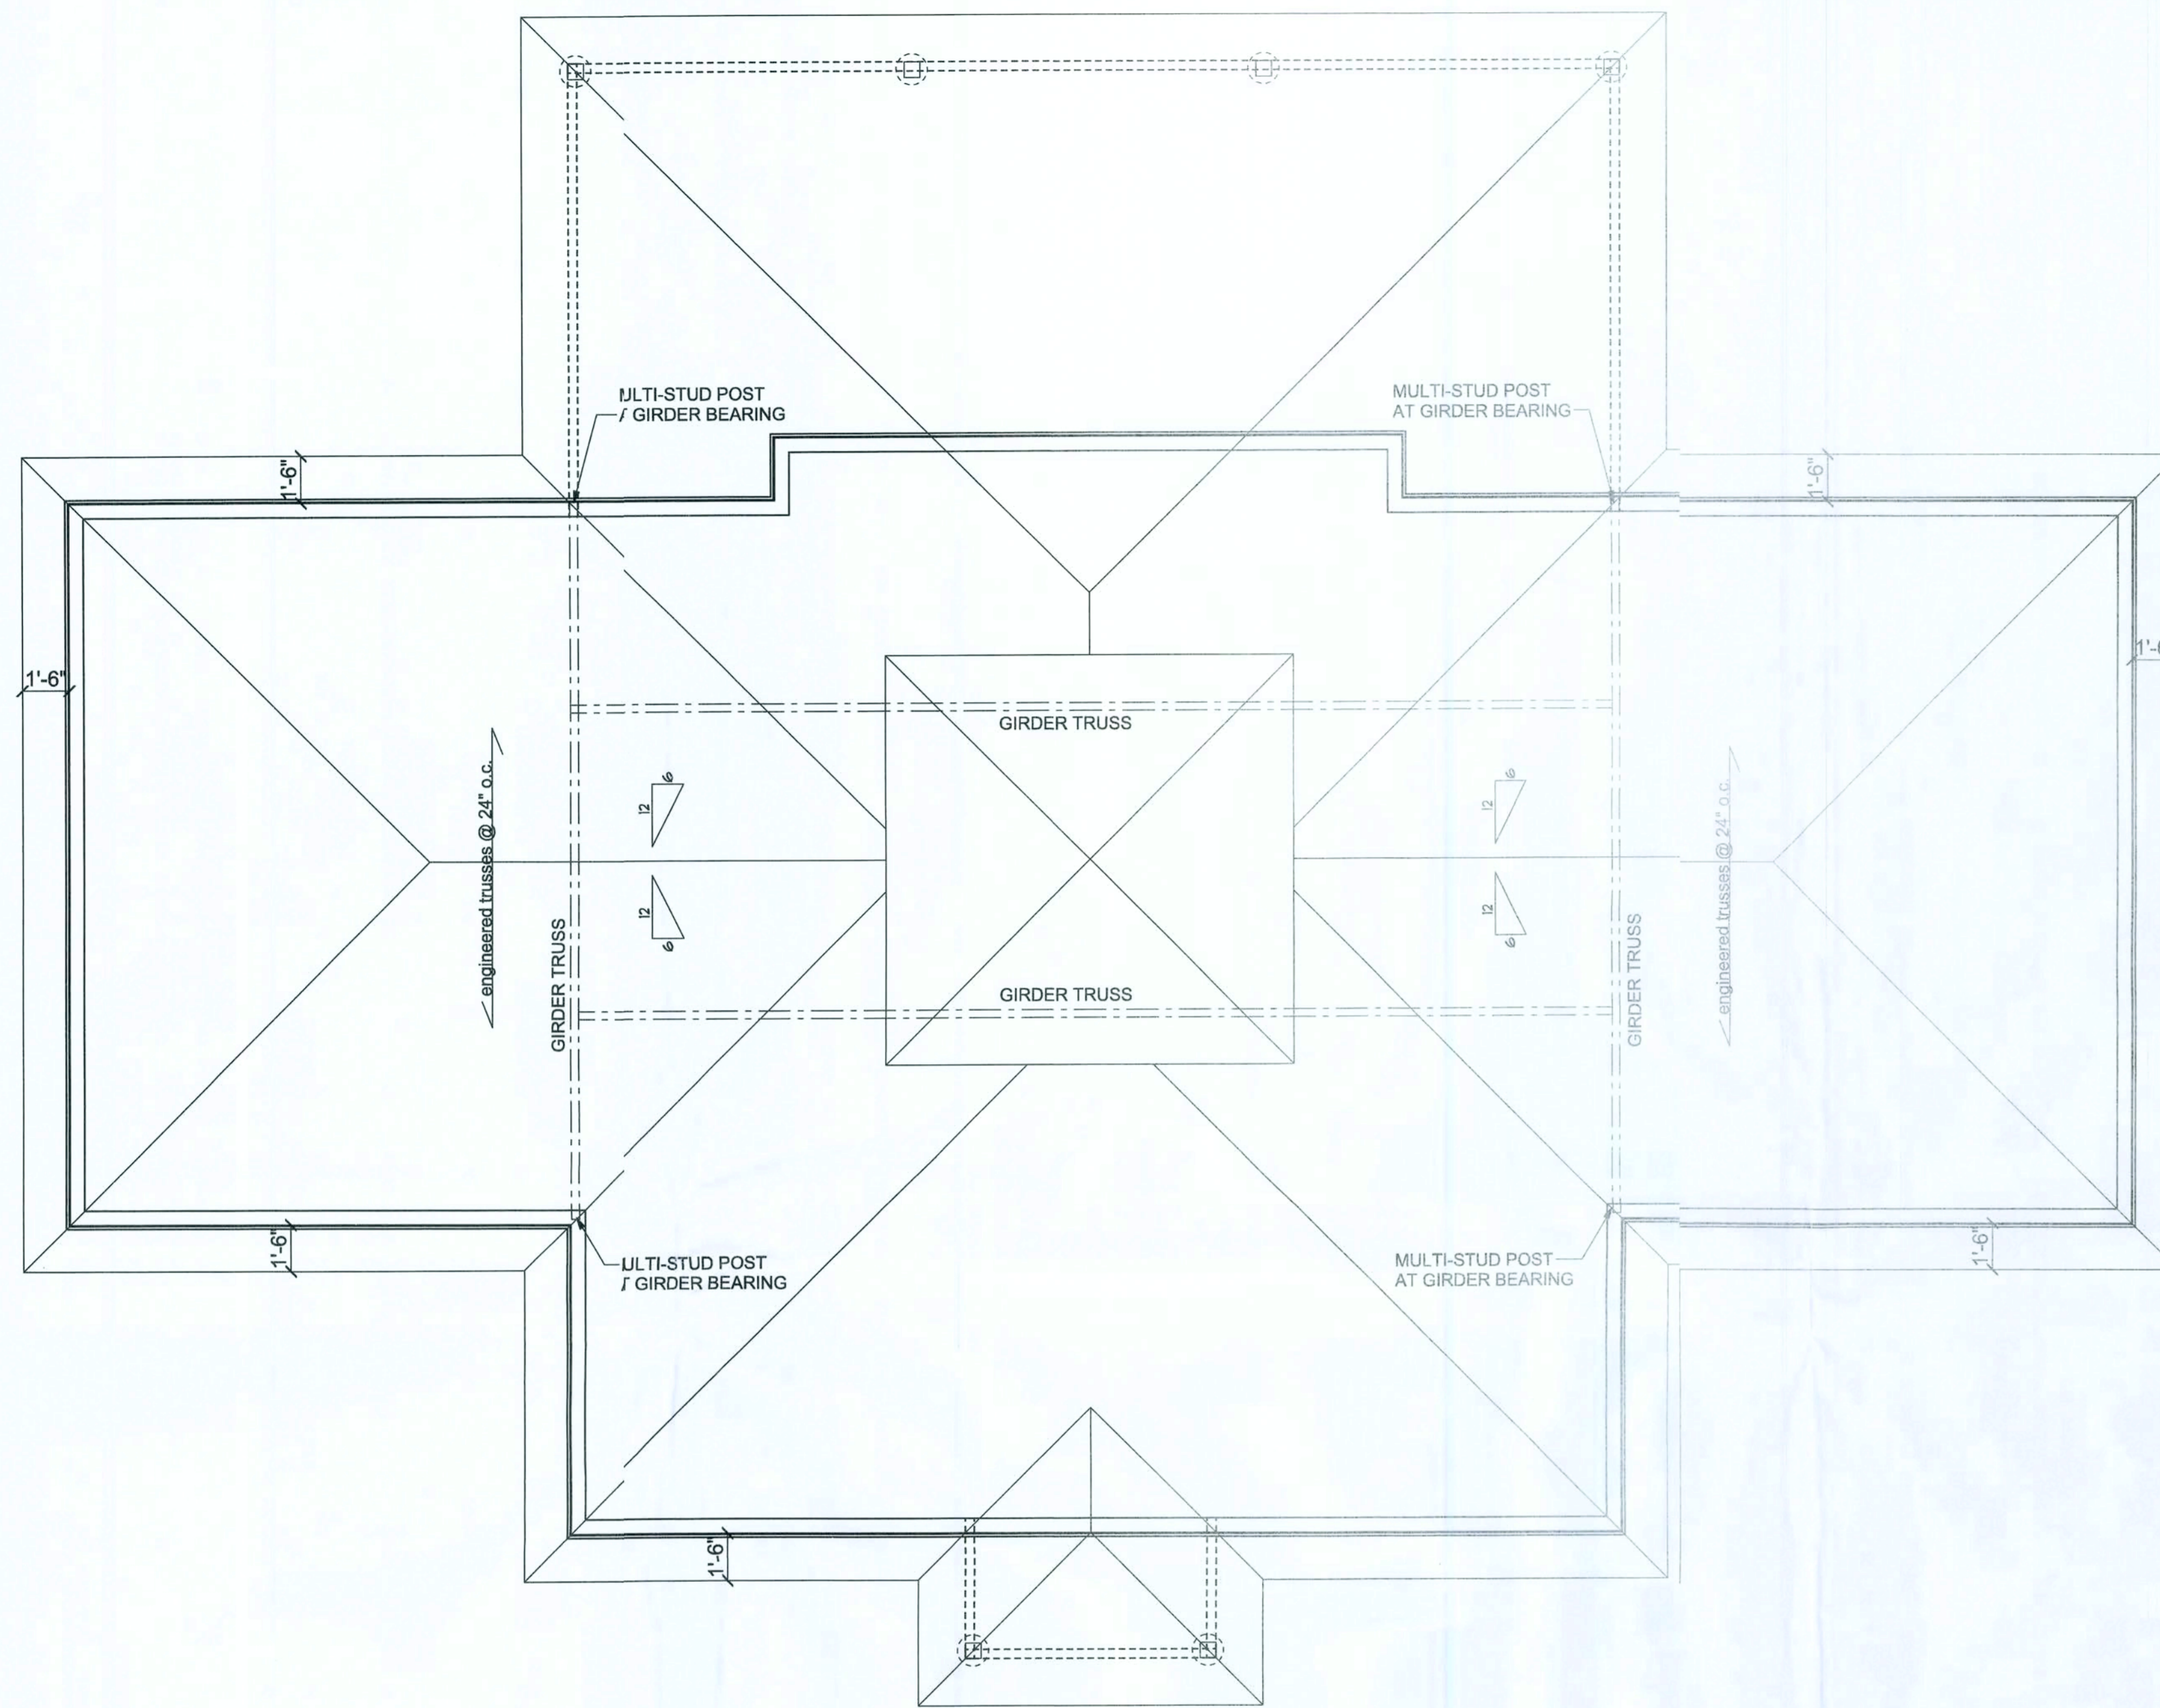 MULTI-STUD POST
AT GIRDER BEARING
ULTI-STUD POST
GIRDER BEARING
1'-6"
1'-6"
1'-6"
1'-6"
GIRDER TRUSS
engineered trusses @ 24" o.c.
6
12
6
12
engineered trusses @ 24" o.c.
12
6
12
6
GIRDER TRUSS
GIRDER TRUSS
GIRDER TRUSS
1'-6"
1'-6"
ULTI-STUD POST
GIRDER BEARING
MULTI-STUD POST
AT GIRDER BEARING
1'-6"